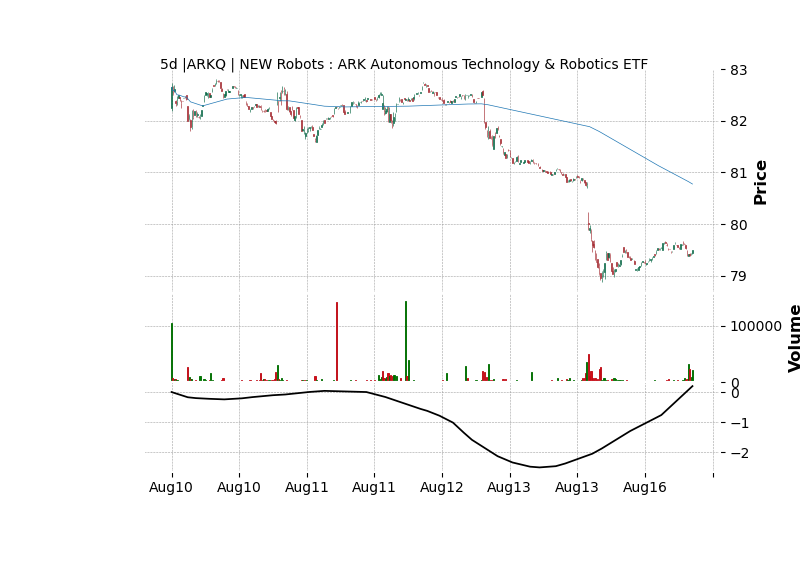 5d |ARKQ | NEW Robots : ARK Autonomous Technology & Robotics ETF
83
82
81
80
79
Price
100000
0
Volume
0
−1
−2
Aug10 Aug10 Aug11 Aug11 Aug12 Aug13 Aug13 Aug16